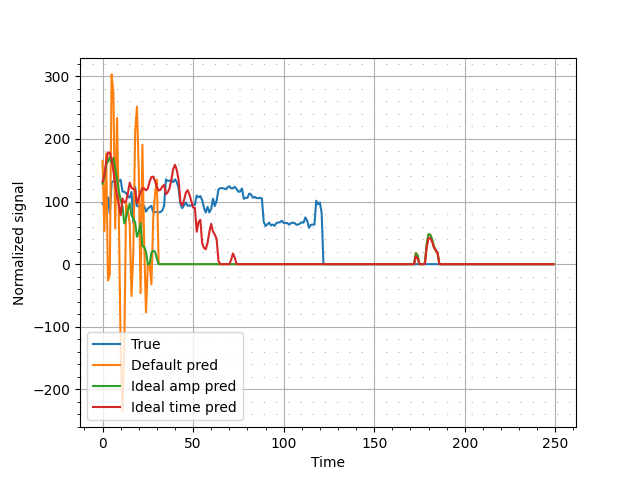 300
200
100
0
−100
−200
Normalized signal
True
Default pred
Ideal amp pred
Ideal time pred
0 50 100 150 200 250
Time